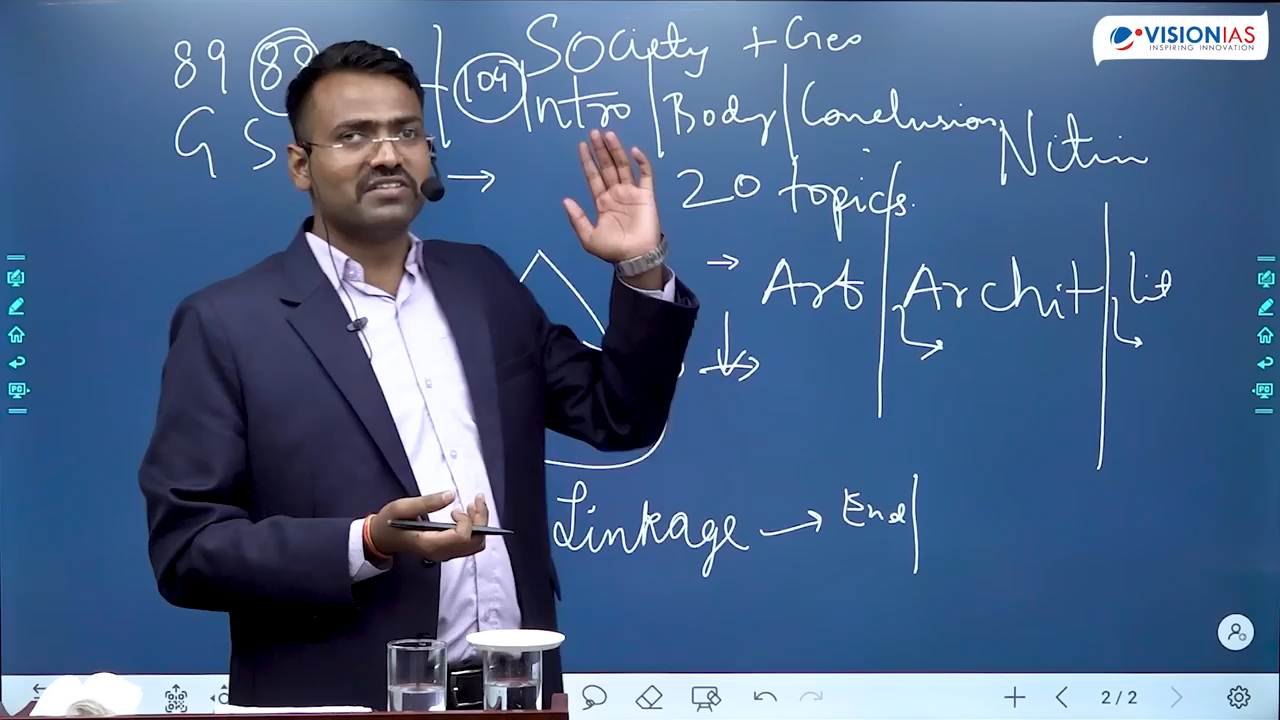 VISIONIAS
INSPIRING INNOVATION
89 88 104 Society + Geo
GS Intro | Body | Conclusion Nitin
→ 20 topics
→ Art | Archit | Lit
Linkage → End
2/2